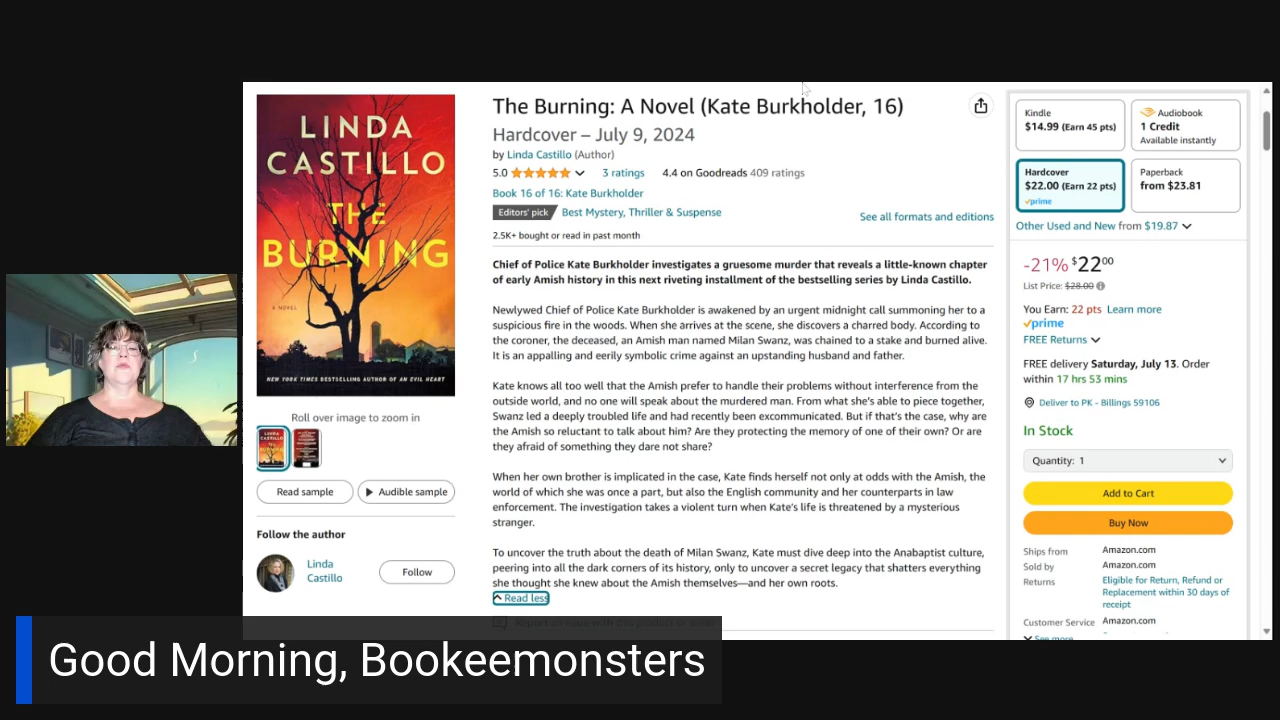 The Burning: A Novel (Kate Burkholder, 16)
Hardcover – July 9, 2024
by Linda Castillo (Author)
5.0 3 ratings 4.4 on Goodreads 409 ratings
Book 16 of 16: Kate Burkholder
Editors' pick Best Mystery, Thriller & Suspense
See all formats and editions
2.5K+ bought or read in past month
Chief of Police Kate Burkholder investigates a gruesome murder that reveals a little-known chapter
of early Amish history in this next riveting installment of the bestselling series by Linda Castillo.
Newlywed Chief of Police Kate Burkholder is awakened by an urgent midnight call summoning her to a
suspicious fire in the woods. When she arrives at the scene, she discovers a charred body. According to
the coroner, the deceased, an Amish man named Milan Swanz, was chained to a stake and burned alive.
It is an appalling and eerily symbolic crime against an upstanding husband and father.
Kate knows all too well that the Amish prefer to handle their problems without interference from the
outside world, and no one will speak about the murdered man. From what she's able to piece together,
Swanz led a deeply troubled life and had recently been excommunicated. But if that's the case, why are
the Amish so reluctant to talk about him? Are they protecting the memory of one of their own? Or are
they afraid of something they dare not share?
When her own brother is implicated in the case, Kate finds herself not only at odds with the Amish, the
world of which she was once a part, but also the English community and her counterparts in law
enforcement. The investigation takes a violent turn when Kate's life is threatened by a mysterious
stranger.
To uncover the truth about the death of Milan Swanz, Kate must dive deep into the Anabaptist culture,
peering into all the dark corners of its history, only to uncover a secret legacy that shatters everything
she thought she knew about the Amish themselves—and her own roots.
Read less
Report an issue with this product or seller
LINDA
CASTILLO
THE
BURNING
A NOVEL
NEW YORK TIMES BESTSELLING AUTHOR OF AN EVIL HEART
Roll over image to zoom in
Read sample
Audible sample
Follow the author
Linda
Castillo
Follow
Kindle
$14.99 (Earn 45 pts)
Audiobook
1 Credit
Available instantly
Hardcover
$22.00 (Earn 22 pts)
prime
Paperback
from $23.81
Other Used and New from $19.87
-21% $22 00
List Price: $28.00
You Earn: 22 pts Learn more
prime
FREE Returns
FREE delivery Saturday, July 13. Order
within 17 hrs 53 mins
Deliver to PK - Billings 59106
In Stock
Quantity: 1
Add to Cart
Buy Now
Ships from Amazon.com
Sold by Amazon.com
Returns Eligible for Return, Refund or
Replacement within 30 days of
receipt
Customer Service Amazon.com
See more
Good Morning, Bookeemonsters